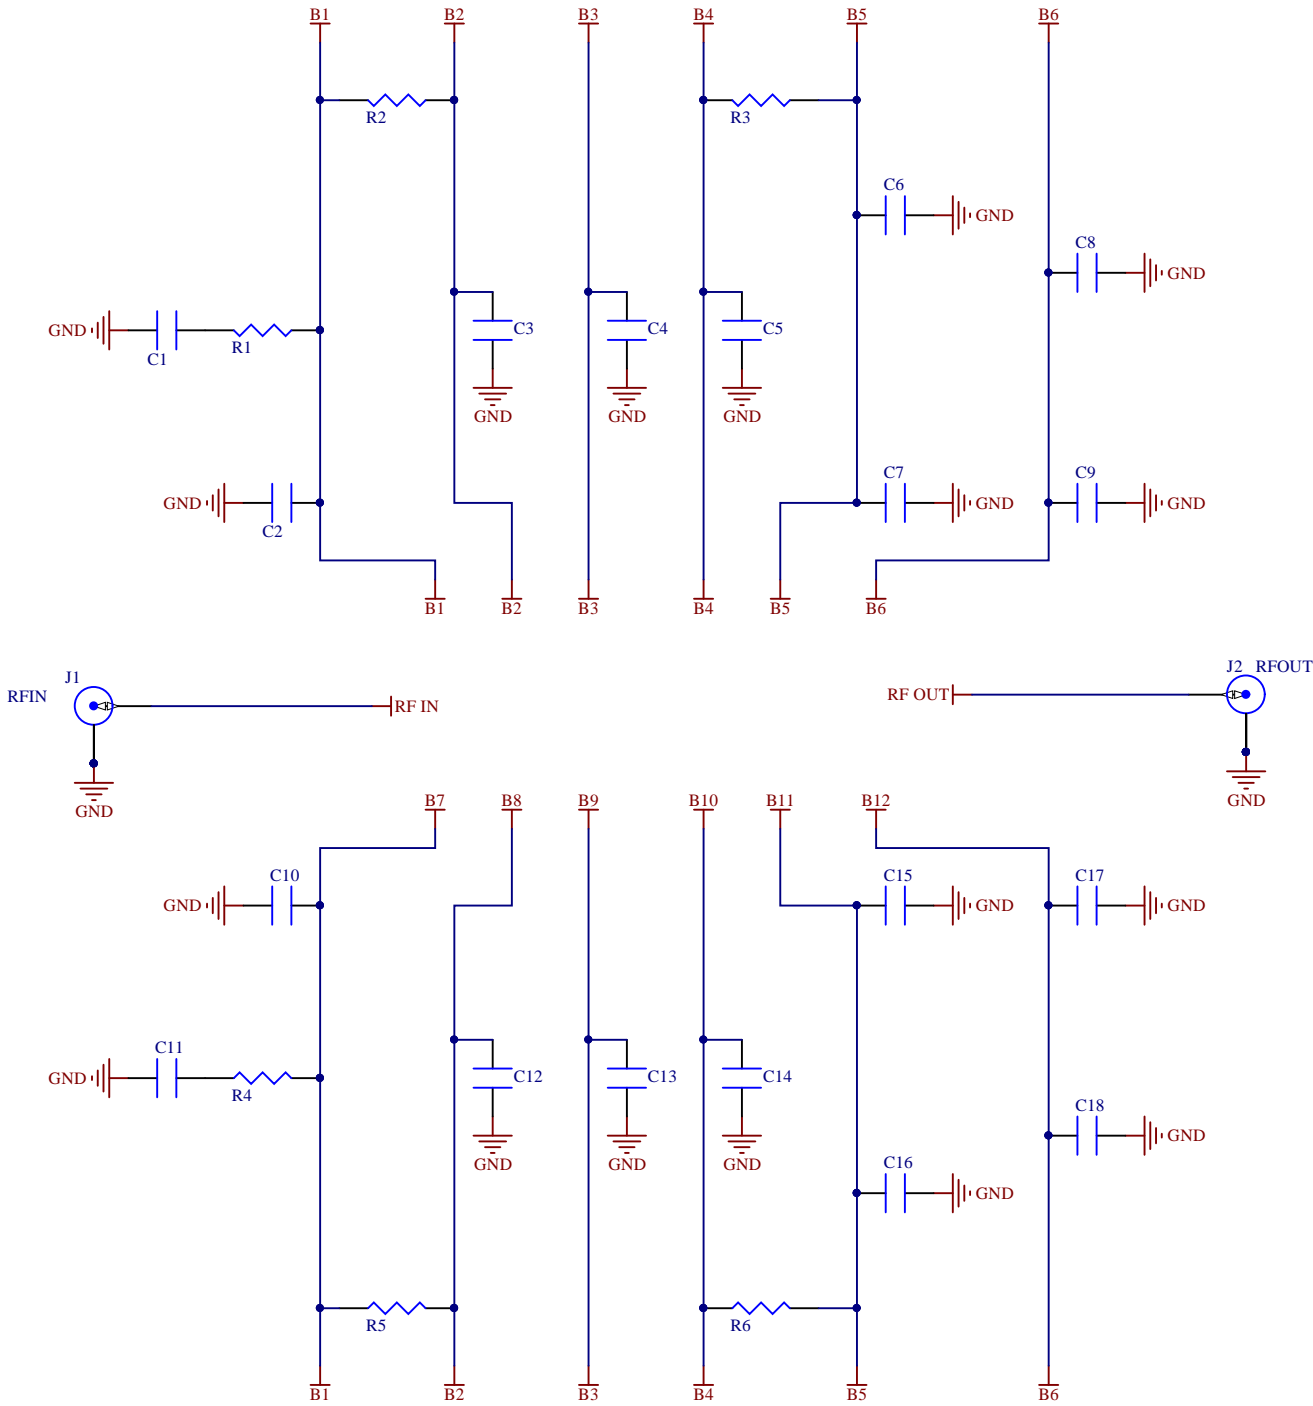 B1 B2 B3 B4 B5 B6
R2 R3
C6
GND
C8
GND
GND C1 R1 C3 C4 C5
GND GND GND
GND C2 C7 GND C9 GND
B1 B2 B3 B4 B5 B6
J1 J2 RFOUT
RFIN RF IN RF OUT
GND GND
B7 B8 B9 B10 B11 B12
C10 C15 C17
GND GND GND
C11
GND R4 C12 C13 C14
C18
GND
GND GND GND
C16
GND
R5 R6
B1 B2 B3 B4 B5 B6